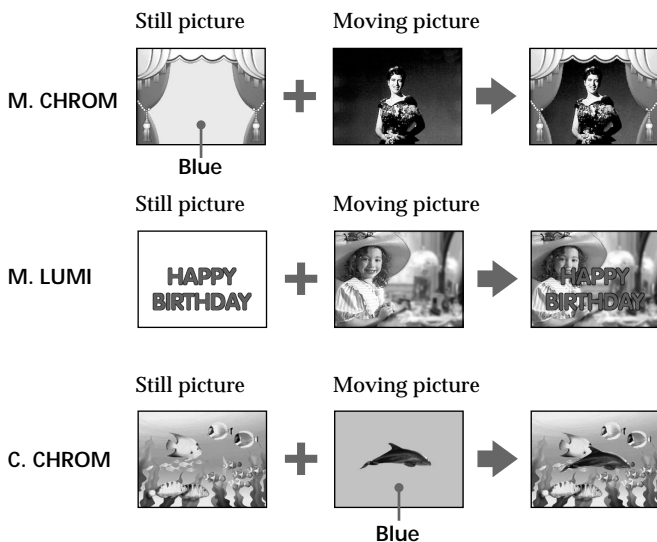 Still picture Moving picture
M. CHROM
Blue
Still picture Moving picture
M. LUMI
HAPPY
BIRTHDAY
HAPPY
BIRTHDAY
Still picture Moving picture
C. CHROM
Blue